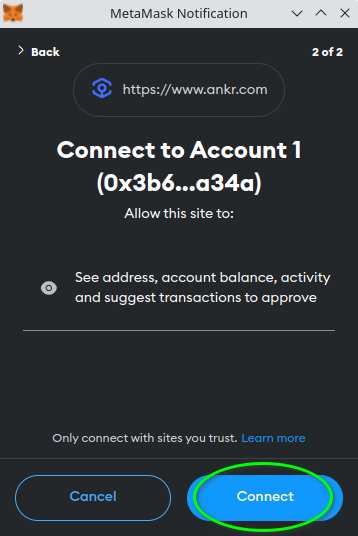 MetaMask Notification
Back
2 of 2
https://www.ankr.com
Connect to Account 1
(0x3b6...a34a)
Allow this site to:
See address, account balance, activity
and suggest transactions to approve
Only connect with sites you trust. Learn more
Cancel
Connect